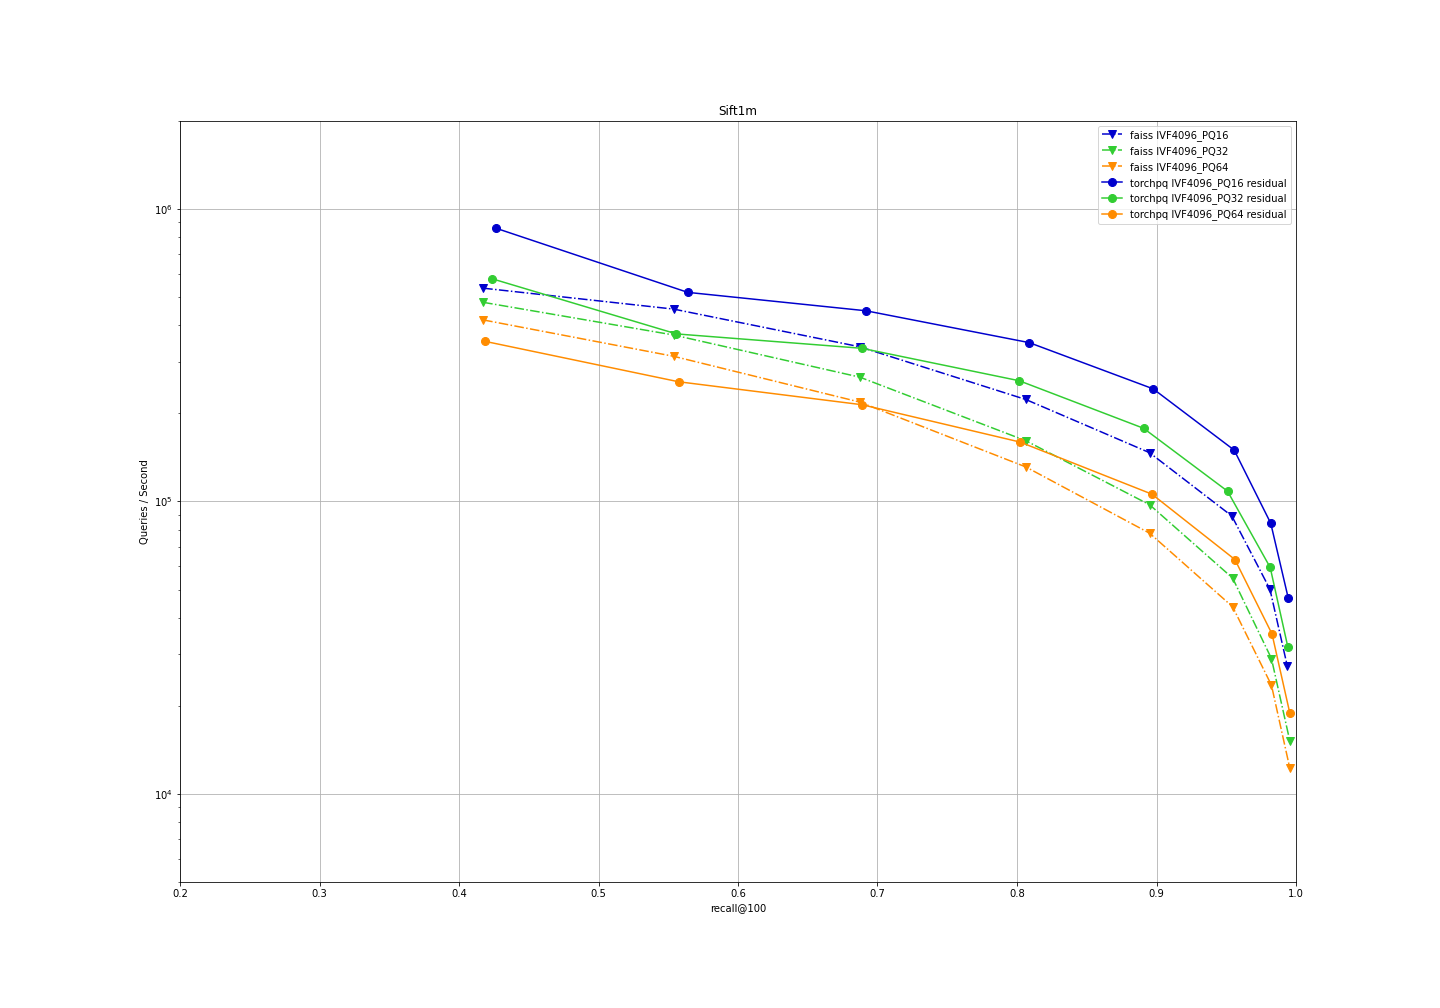 Sift1m
faiss IVF4096_PQ16
faiss IVF4096_PQ32
faiss IVF4096_PQ64
torchpq IVF4096_PQ16 residual
torchpq IVF4096_PQ32 residual
torchpq IVF4096_PQ64 residual
10⁶
10⁵
10⁴
Queries / Second
0.2 0.3 0.4 0.5 0.6 0.7 0.8 0.9 1.0
recall@100